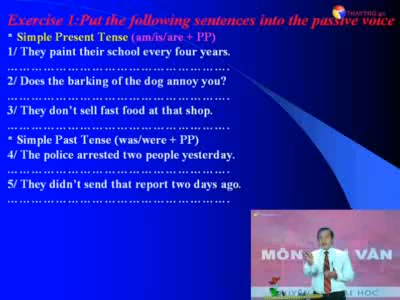 Exercise 1:Put the following sentences into the passive voice
THAYTRO.vn
* Simple Present Tense (am/is/are + PP)
1/ They paint their school every four years.
……………………………………………….
2/ Does the barking of the dog annoy you?
……………………………………………….
3/ They don’t sell fast food at that shop.
……………………………………………….
* Simple Past Tense (was/were + PP)
4/ The police arrested two people yesterday.
……………………………………………….
5/ They didn’t send that report two days ago.
……………………………………………….
MÔN VĂN
HỌC